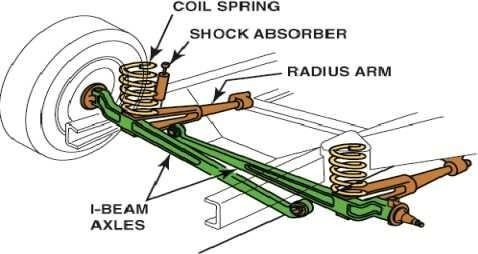 COIL SPRING
SHOCK ABSORBER
RADIUS ARM
I-BEAM
AXLES